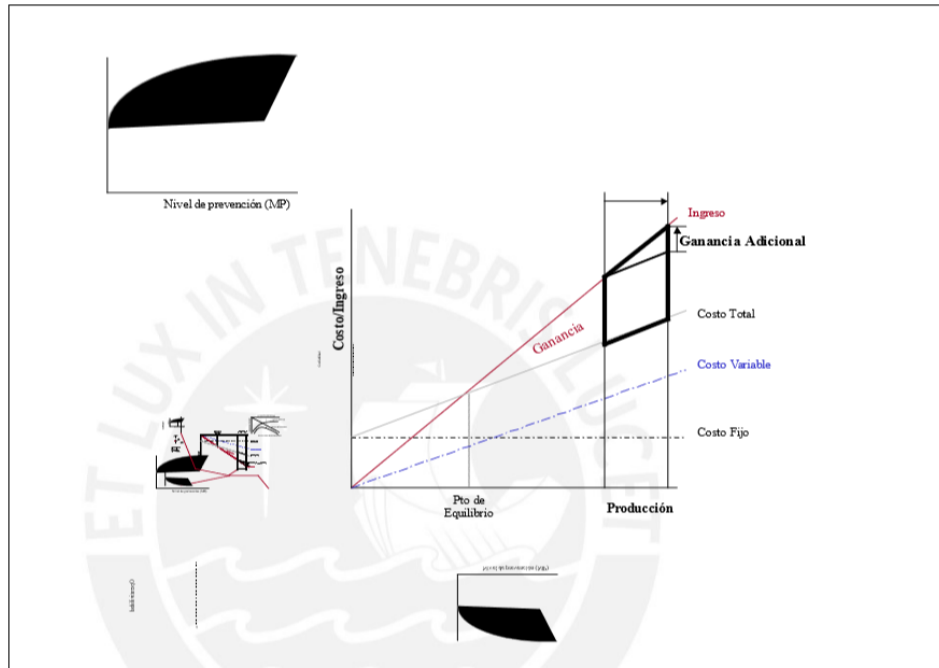 Nivel de prevención (MP)
Ingreso
Ganancia Adicional
Costo/Ingreso
Ganancia
Costo Total
Costo Variable
Costo Fijo
Pto de
Equilibrio
Producción
ET LUX IN TENEBRIS LUCET